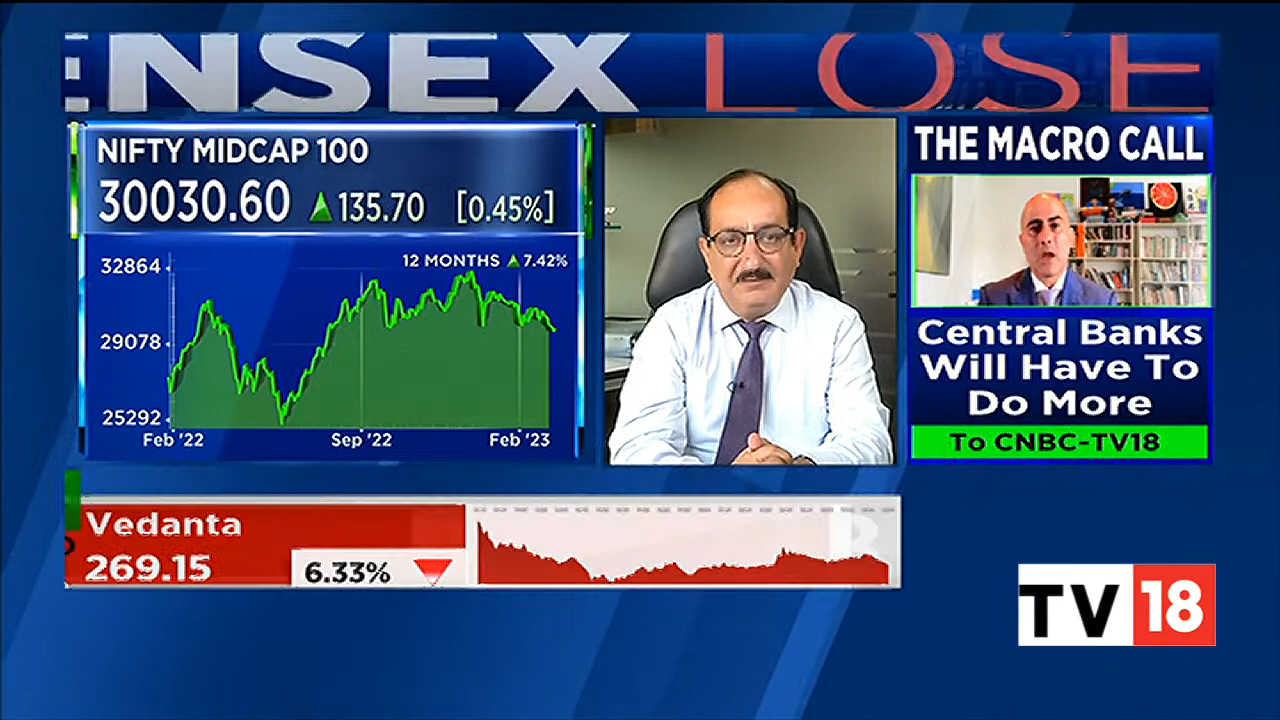 ENSEX LOSE
NIFTY MIDCAP 100
30030.60 135.70 [0.45%]
12 MONTHS 7.42%
32864
29078
25292
Feb '22 Sep '22 Feb '23
THE MACRO CALL
Central Banks
Will Have To
Do More
To CNBC-TV18
Vedanta
269.15
6.33%
TV18